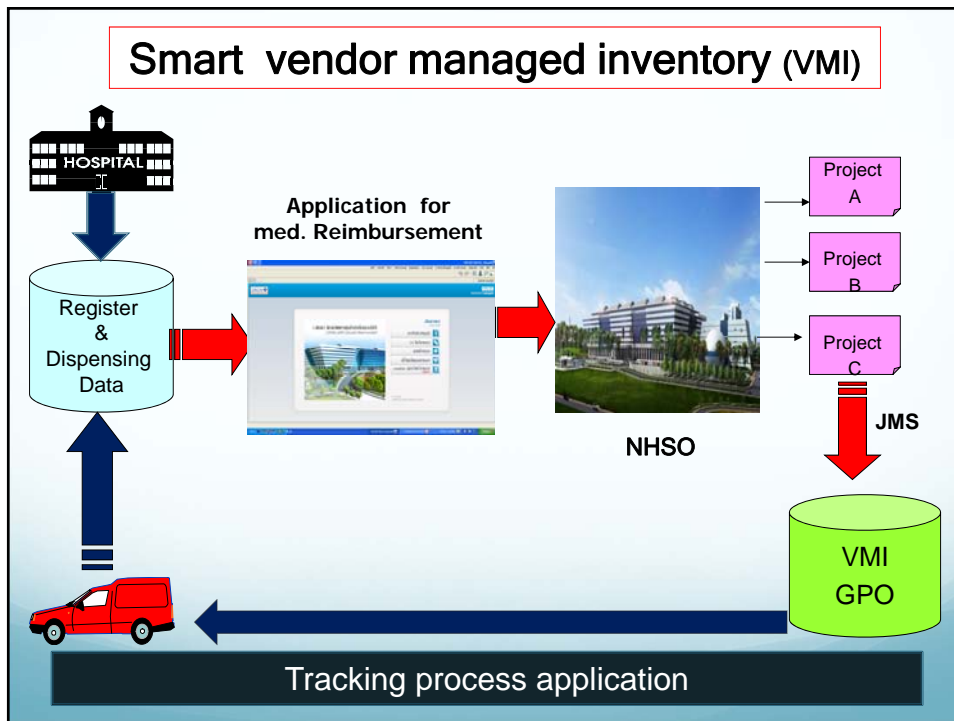 Smart vendor managed inventory (VMI)
HOSPITAL
Application for
med. Reimbursement
Register
&
Dispensing
Data
NHSO
Project
A
Project
B
Project
C
JMS
VMI
GPO
Tracking process application